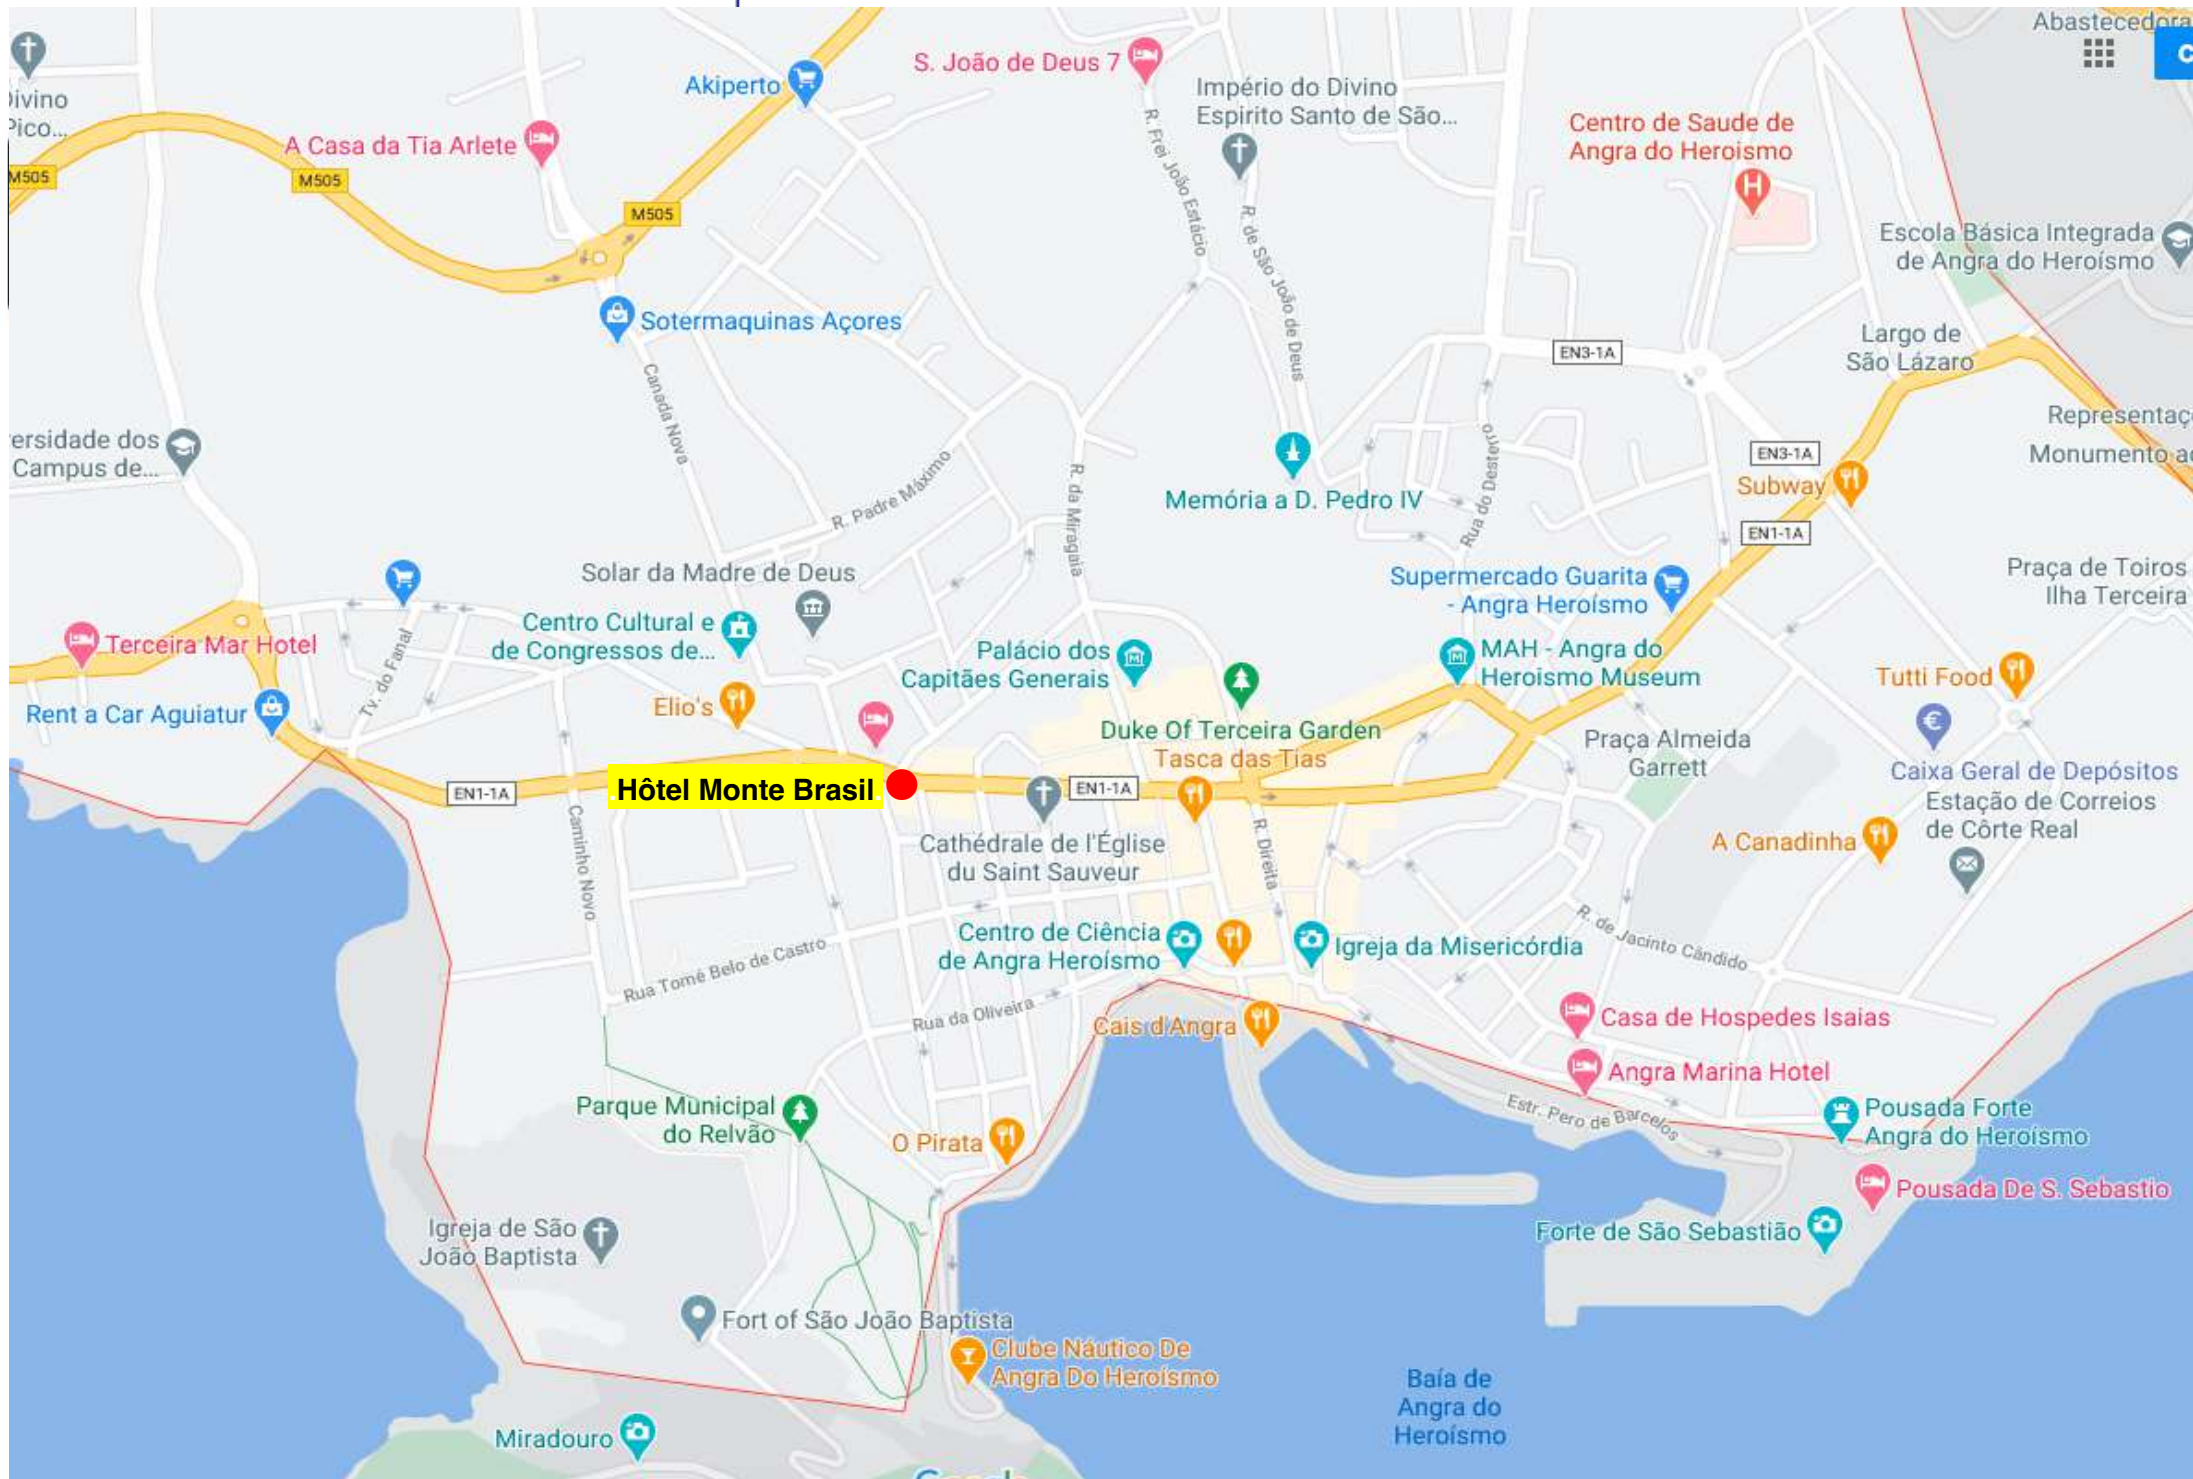 Abastecedora
S. João de Deus 7
Akiperto
Império do Divino
Espirito Santo de São...
Divino
Pico...
Centro de Saude de
Angra do Heroismo
A Casa da Tia Arlete
M505
M505
M505
R. Frei João Estácio
R. de São João de Deus
Escola Básica Integrada
de Angra do Heroísmo
Sotermaquinas Açores
Largo de
São Lázaro
EN3-1A
Canada Nova
Representaç
Monumento a
ersidade dos
Campus de...
R. Padre Máximo
R. da Miragaia
Memória a D. Pedro IV
Rua do Desterro
EN3-1A
Subway
EN1-1A
Solar da Madre de Deus
Supermercado Guarita
- Angra Heroísmo
Praça de Toiros
Ilha Terceira
Centro Cultural e
de Congressos de...
Terceira Mar Hotel
Tv. do Fanal
Palácio dos
Capitães Generais
MAH - Angra do
Heroismo Museum
Tutti Food
Elio's
Rent a Car Aguiatur
Duke Of Terceira Garden
Tasca das Tias
Praça Almeida
Garrett
Caixa Geral de Depósitos
Estação de Correios
de Côrte Real
EN1-1A
Hôtel Monte Brasil
EN1-1A
Cathédrale de l'Église
du Saint Sauveur
Caminho Novo
R. Direita
A Canadinha
Centro de Ciência
de Angra Heroísmo
Igreja da Misericórdia
R. de Jacinto Cândido
Rua Tomé Belo de Castro
Rua da Oliveira
Cais d'Angra
Casa de Hospedes Isaias
Angra Marina Hotel
Parque Municipal
do Relvão
O Pirata
Estr. Pero de Barcelos
Pousada Forte
Angra do Heroísmo
Pousada De S. Sebastio
Igreja de São
João Baptista
Forte de São Sebastião
Fort of São João Baptista
Clube Náutico De
Angra Do Heroísmo
Baía de
Angra do
Heroísmo
Miradouro